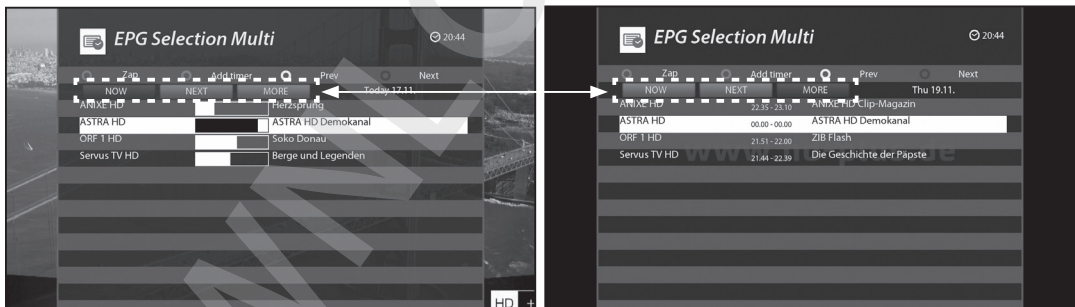 EPG Selection Multi 20:44
Zap Add timer Prev Next
NOW NEXT MORE Today 17.11.
ANIXE HD Herzsprung
ASTRA HD ASTRA HD Demokanal
ORF 1 HD Soko Donau
Servus TV HD Berge und Legenden
HD +
EPG Selection Multi 20:44
Zap Add timer Prev Next
NOW NEXT MORE Thu 19.11.
ANIXE HD 22.35 - 23.10 ANIXE HD Clip-Magazin
ASTRA HD 00.00 - 00.00 ASTRA HD Demokanal
ORF 1 HD 21.51 - 22.00 ZIB Flash
Servus TV HD 21.44 - 22.39 Die Geschichte der Päpste